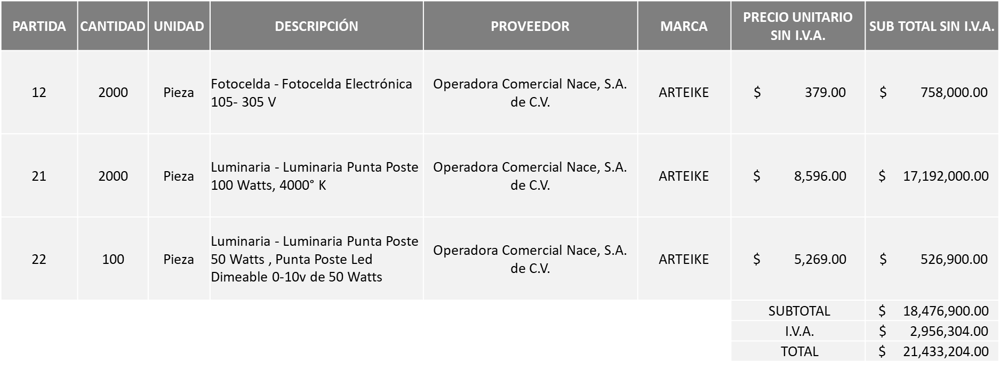 PARTIDA CANTIDAD UNIDAD DESCRIPCIÓN PROVEEDOR MARCA PRECIO UNITARIO SIN I.V.A. SUB TOTAL SIN I.V.A.
12 2000 Pieza Fotocelda - Fotocelda Electrónica 105- 305 V Operadora Comercial Nace, S.A. de C.V. ARTEIKE $ 379.00 $ 758,000.00
21 2000 Pieza Luminaria - Luminaria Punta Poste 100 Watts, 4000° K Operadora Comercial Nace, S.A. de C.V. ARTEIKE $ 8,596.00 $ 17,192,000.00
22 100 Pieza Luminaria - Luminaria Punta Poste 50 Watts , Punta Poste Led Dimeable 0-10v de 50 Watts Operadora Comercial Nace, S.A. de C.V. ARTEIKE $ 5,269.00 $ 526,900.00
SUBTOTAL $ 18,476,900.00
I.V.A. $ 2,956,304.00
TOTAL $ 21,433,204.00